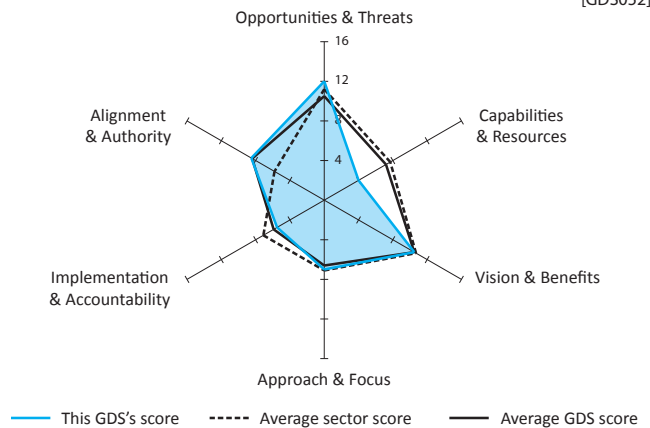 [GDS052]
Opportunities & Threats
16
12
8
4
Alignment
& Authority
Capabilities
& Resources
Implementation
& Accountability
Vision & Benefits
Approach & Focus
This GDS's score
Average sector score
Average GDS score